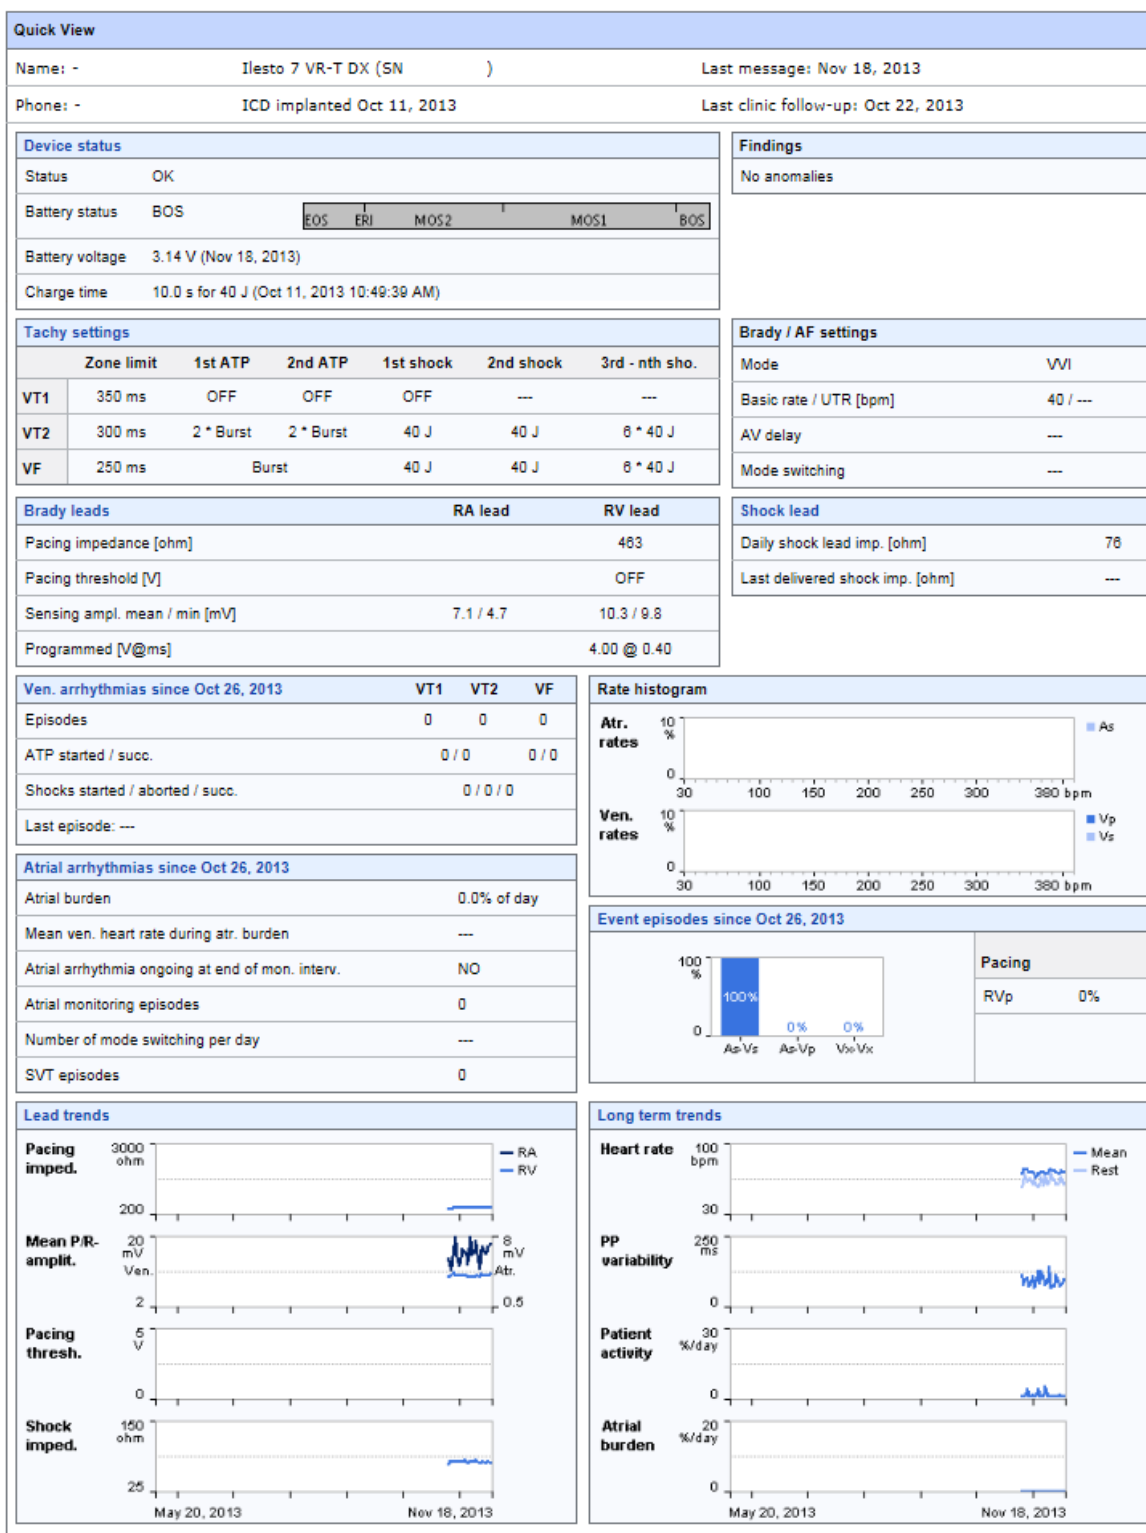 Quick View
Name: - Ilesto 7 VR-T DX (SN ) Last message: Nov 18, 2013
Phone: - ICD implanted Oct 11, 2013 Last clinic follow-up: Oct 22, 2013
Device status
Status OK
Battery status BOS EOS ERI MOS2 MOS1 BOS
Battery voltage 3.14 V (Nov 18, 2013)
Charge time 10.0 s for 40 J (Oct 11, 2013 10:49:39 AM)
Findings
No anomalies
Tachy settings
Zone limit 1st ATP 2nd ATP 1st shock 2nd shock 3rd - nth sho.
VT1 350 ms OFF OFF OFF --- ---
VT2 300 ms 2 * Burst 2 * Burst 40 J 40 J 6 * 40 J
VF 250 ms Burst 40 J 40 J 6 * 40 J
Brady / AF settings
Mode VVI
Basic rate / UTR [bpm] 40 / ---
AV delay ---
Mode switching ---
Brady leads RA lead RV lead
Pacing impedance [ohm] 463
Pacing threshold [V] OFF
Sensing ampl. mean / min [mV] 7.1 / 4.7 10.3 / 9.8
Programmed [V@ms] 4.00 @ 0.40
Shock lead
Daily shock lead imp. [ohm] 76
Last delivered shock imp. [ohm] ---
Ven. arrhythmias since Oct 26, 2013 VT1 VT2 VF
Episodes 0 0 0
ATP started / succ. 0 / 0 0 / 0
Shocks started / aborted / succ. 0 / 0 / 0
Last episode: ---
Rate histogram
Atr. rates 10 % 0 As
30 100 150 200 250 300 380 bpm
Ven. rates 10 % 0 Vp Vs
30 100 150 200 250 300 380 bpm
Atrial arrhythmias since Oct 26, 2013
Atrial burden 0.0% of day
Mean ven. heart rate during atr. burden ---
Atrial arrhythmia ongoing at end of mon. interv. NO
Atrial monitoring episodes 0
Number of mode switching per day ---
SVT episodes 0
Event episodes since Oct 26, 2013
100 % 0
100% 0% 0%
As-Vs As-Vp Vx-Vx
Pacing
RVp 0%
Lead trends
Pacing imped. 3000 ohm 200 RA RV
Mean P/R-amplit. 20 mV Ven. 2 8 mV Atr. 0.5
Pacing thresh. 5 V 0
Shock imped. 150 ohm 25
May 20, 2013 Nov 18, 2013
Long term trends
Heart rate 100 bpm 30 Mean Rest
PP variability 250 ms 0
Patient activity 30 %/day 0
Atrial burden 20 %/day 0
May 20, 2013 Nov 18, 2013